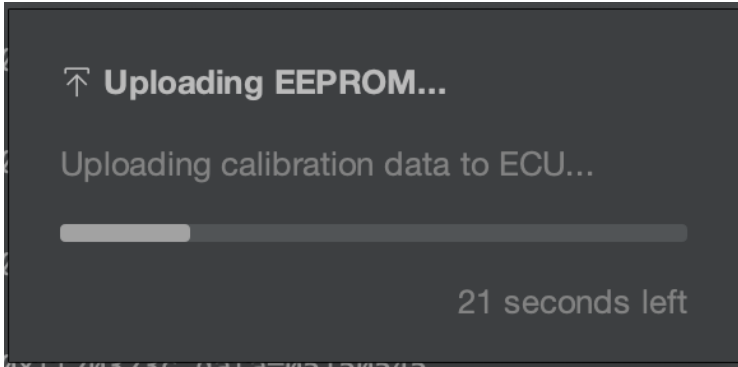 Uploading EEPROM...
Uploading calibration data to ECU...
21 seconds left